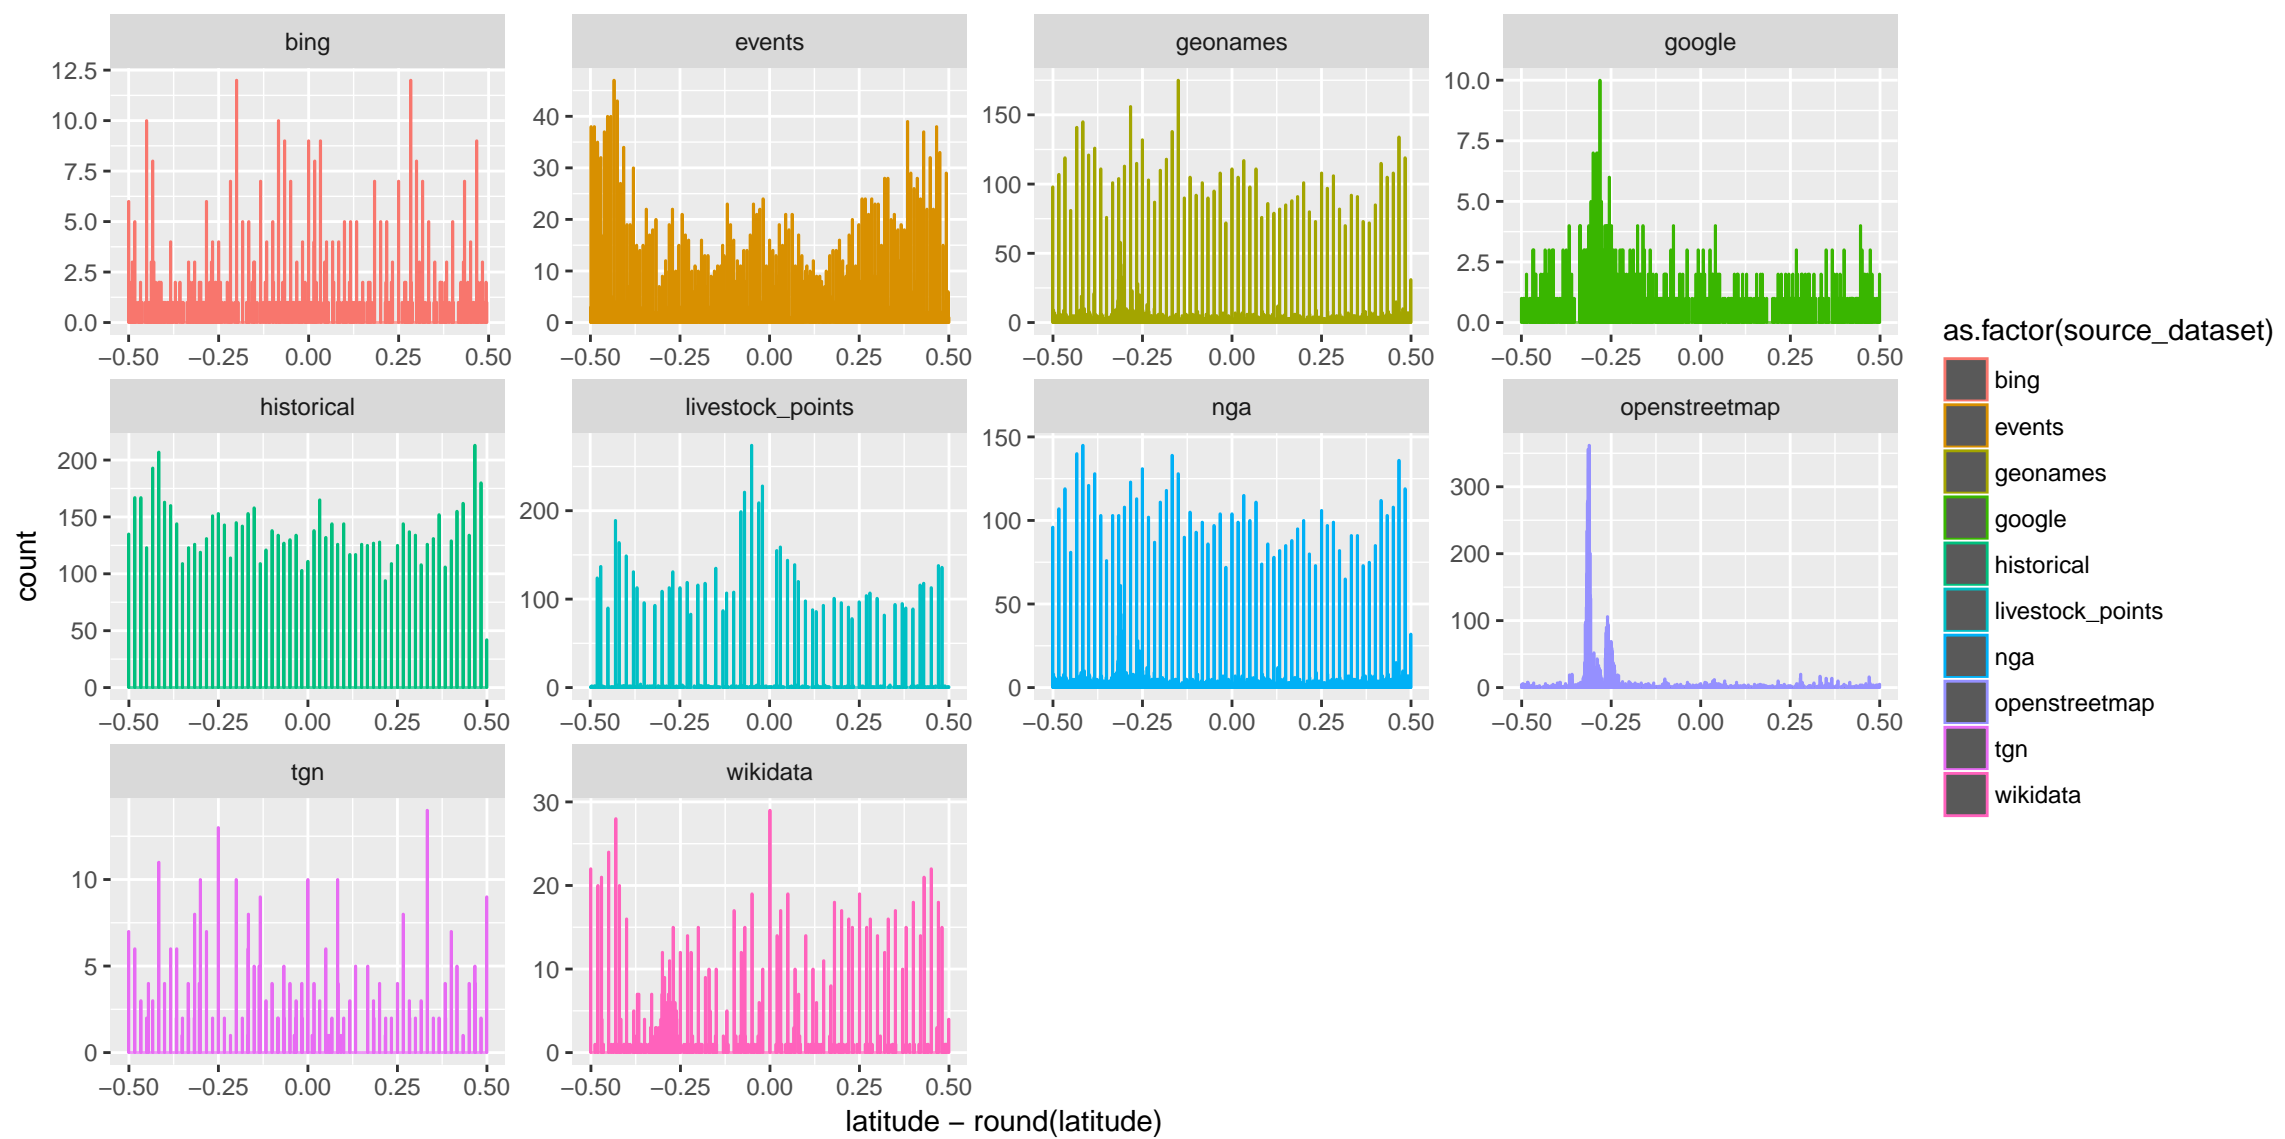 bing
events
geonames
google
12.5
10.0
7.5
5.0
2.5
0.0
40
30
20
10
0
150
100
50
0
10.0
7.5
5.0
2.5
0.0
−0.50 −0.25 0.00 0.25 0.50
−0.50 −0.25 0.00 0.25 0.50
−0.50 −0.25 0.00 0.25 0.50
−0.50 −0.25 0.00 0.25 0.50
historical
livestock_points
nga
openstreetmap
200
150
100
50
0
200
100
0
150
100
50
0
300
200
100
0
−0.50 −0.25 0.00 0.25 0.50
−0.50 −0.25 0.00 0.25 0.50
−0.50 −0.25 0.00 0.25 0.50
−0.50 −0.25 0.00 0.25 0.50
tgn
wikidata
10
5
0
30
20
10
0
−0.50 −0.25 0.00 0.25 0.50
−0.50 −0.25 0.00 0.25 0.50
count
latitude − round(latitude)
as.factor(source_dataset)
bing
events
geonames
google
historical
livestock_points
nga
openstreetmap
tgn
wikidata